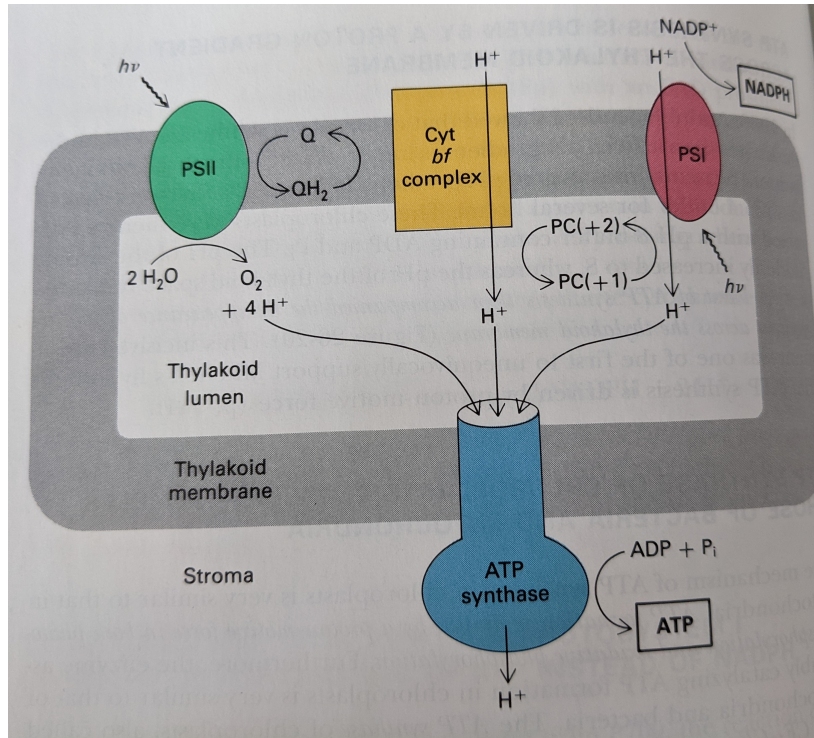 NADP⁺
hν
H⁺
H⁺
NADPH
PSII
Q
QH₂
Cyt
bf
complex
PSI
PC(+2)
PC(+1)
2 H₂O
O₂
+ 4 H⁺
hν
H⁺
H⁺
Thylakoid
lumen
Thylakoid
membrane
Stroma
ATP
synthase
ADP + Pᵢ
ATP
H⁺